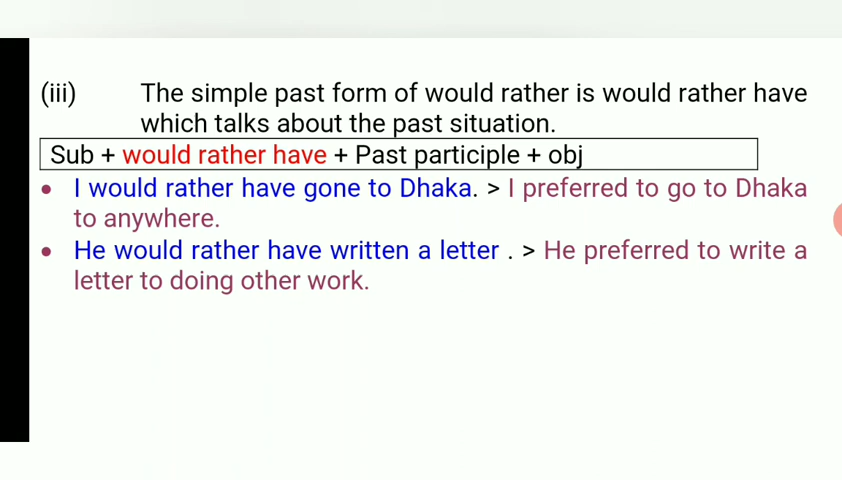 (iii) The simple past form of would rather is would rather have
which talks about the past situation.
Sub + would rather have + Past participle + obj
• I would rather have gone to Dhaka. > I preferred to go to Dhaka
to anywhere.
• He would rather have written a letter . > He preferred to write a
letter to doing other work.